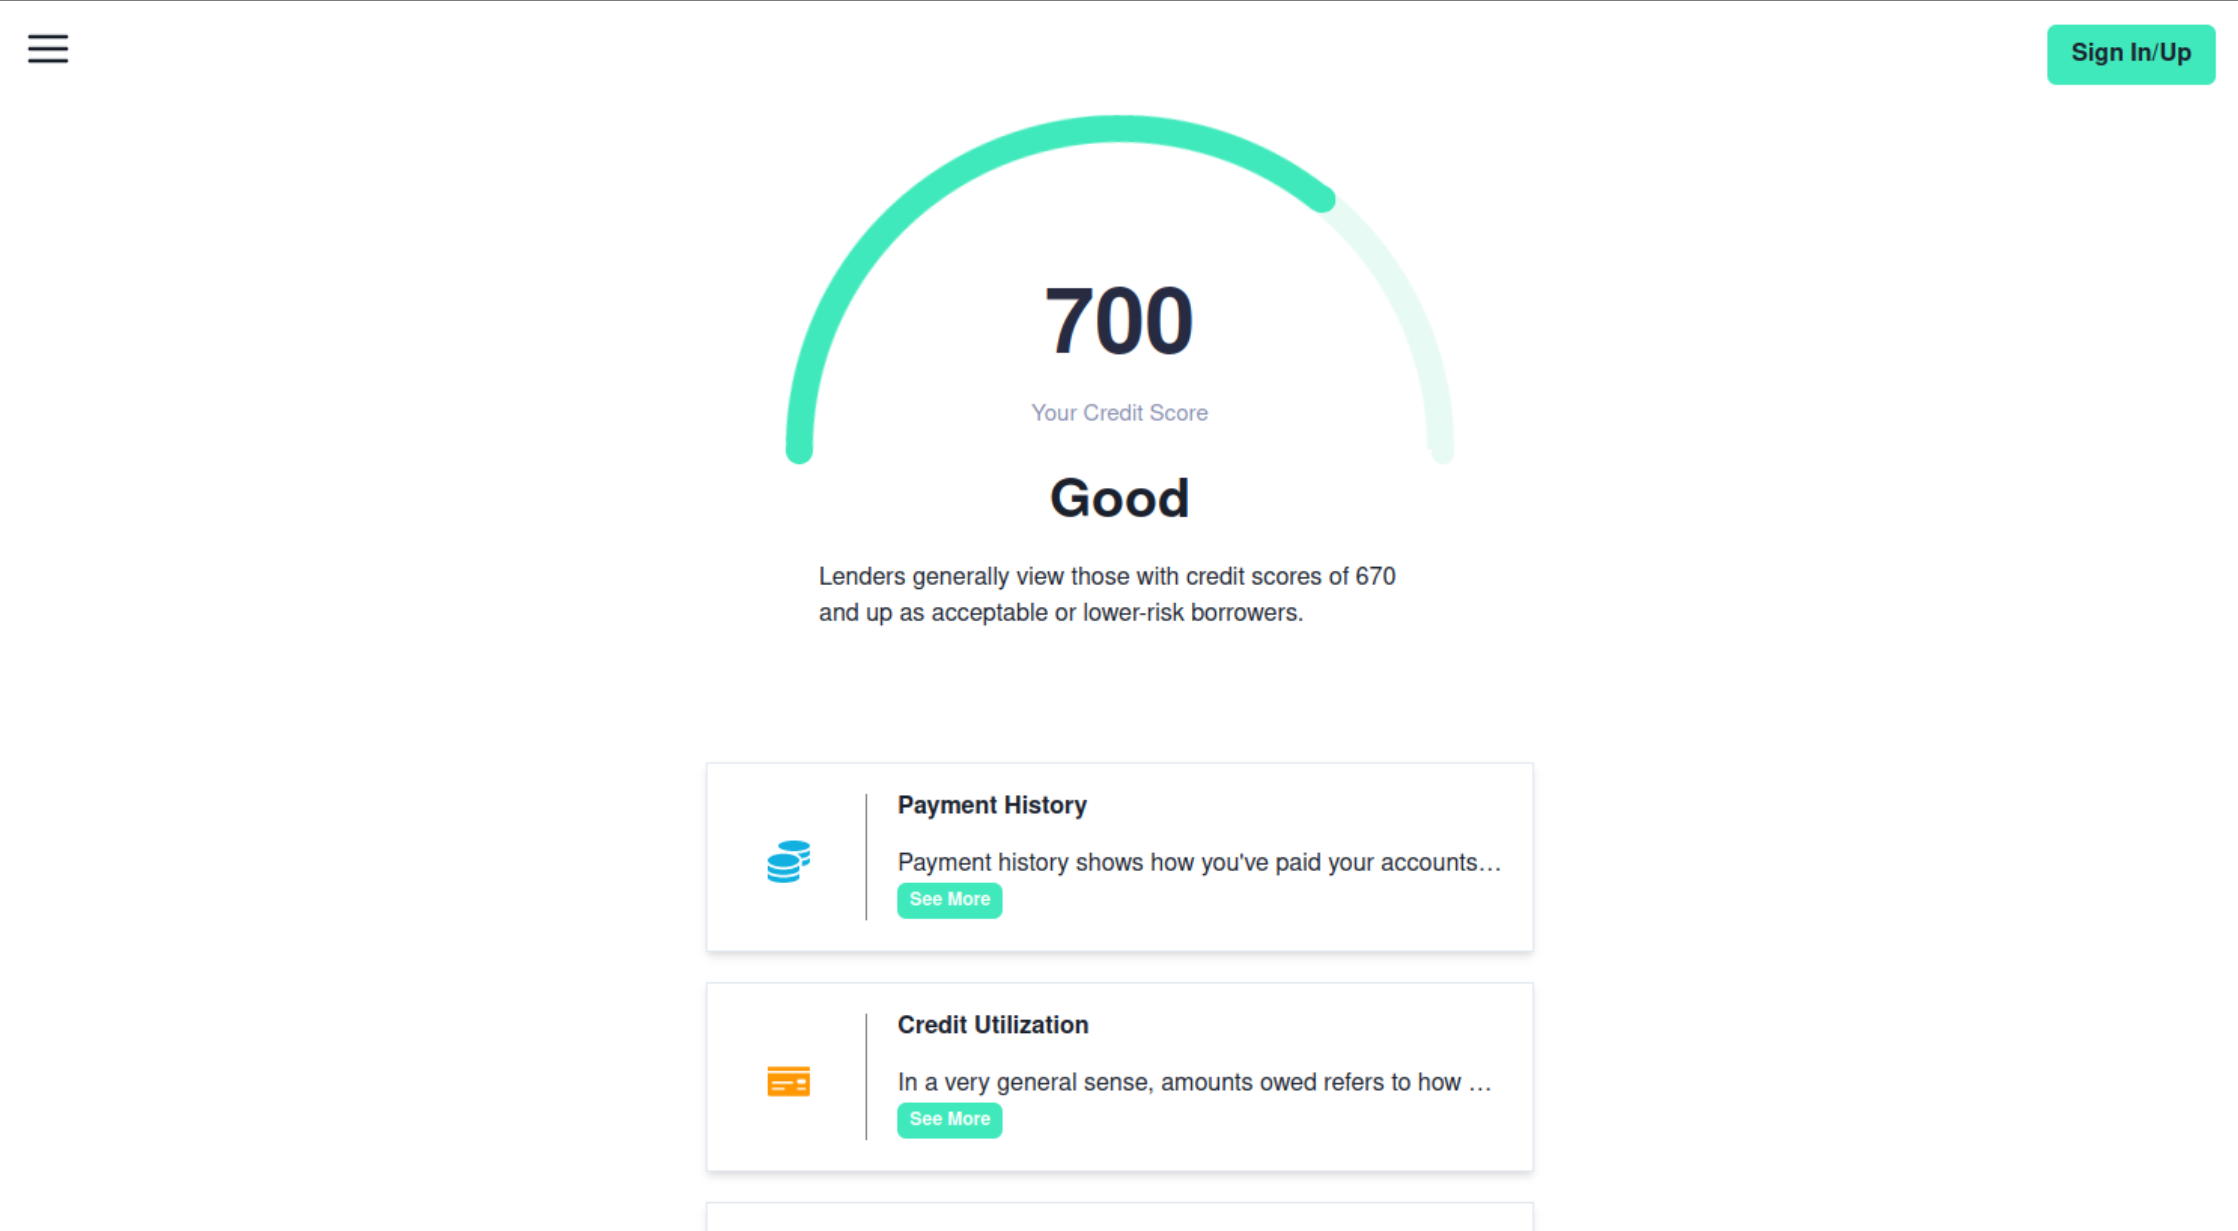 Sign In/Up
700
Your Credit Score
Good
Lenders generally view those with credit scores of 670
and up as acceptable or lower-risk borrowers.
Payment History
Payment history shows how you've paid your accounts...
See More
Credit Utilization
In a very general sense, amounts owed refers to how ...
See More